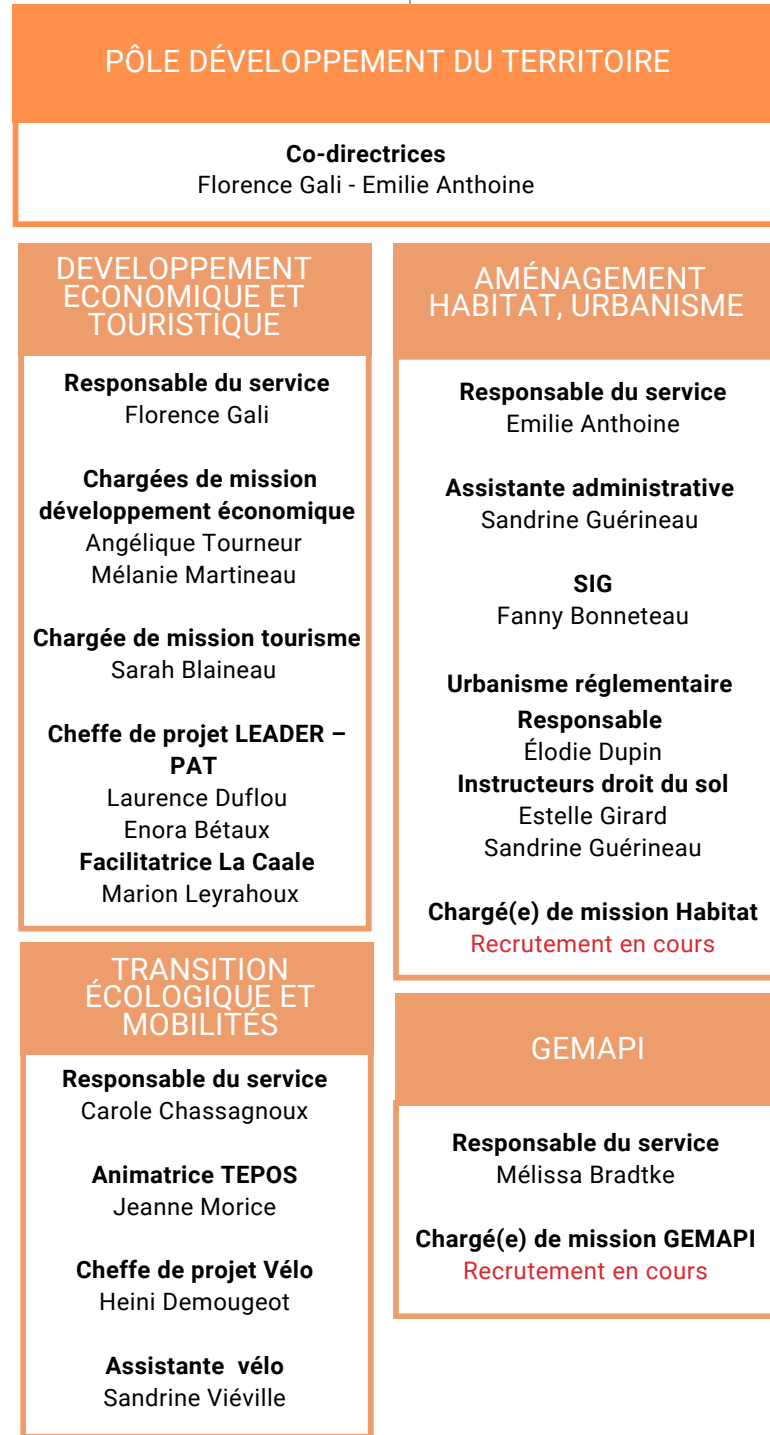 PÔLE DÉVELOPPEMENT DU TERRITOIRE
Co-directrices
Florence Gali - Emilie Anthoine
DEVELOPPEMENT
ECONOMIQUE ET
TOURISTIQUE
Responsable du service
Florence Gali
Chargées de mission
développement économique
Angélique Tourneur
Mélanie Martineau
Chargée de mission tourisme
Sarah Blaineau
Cheffe de projet LEADER –
PAT
Laurence Duflou
Enora Bétaux
Facilitatrice La Caale
Marion Leyrahoux
AMÉNAGEMENT
HABITAT, URBANISME
Responsable du service
Emilie Anthoine
Assistante administrative
Sandrine Guérineau
SIG
Fanny Bonneteau
Urbanisme réglementaire
Responsable
Élodie Dupin
Instructeurs droit du sol
Estelle Girard
Sandrine Guérineau
Chargé(e) de mission Habitat
Recrutement en cours
TRANSITION
ÉCOLOGIQUE ET
MOBILITÉS
Responsable du service
Carole Chassagnoux
Animatrice TEPOS
Jeanne Morice
Cheffe de projet Vélo
Heini Demougeot
Assistante  vélo
Sandrine Viéville
GEMAPI
Responsable du service
Mélissa Bradtke
Chargé(e) de mission GEMAPI
Recrutement en cours